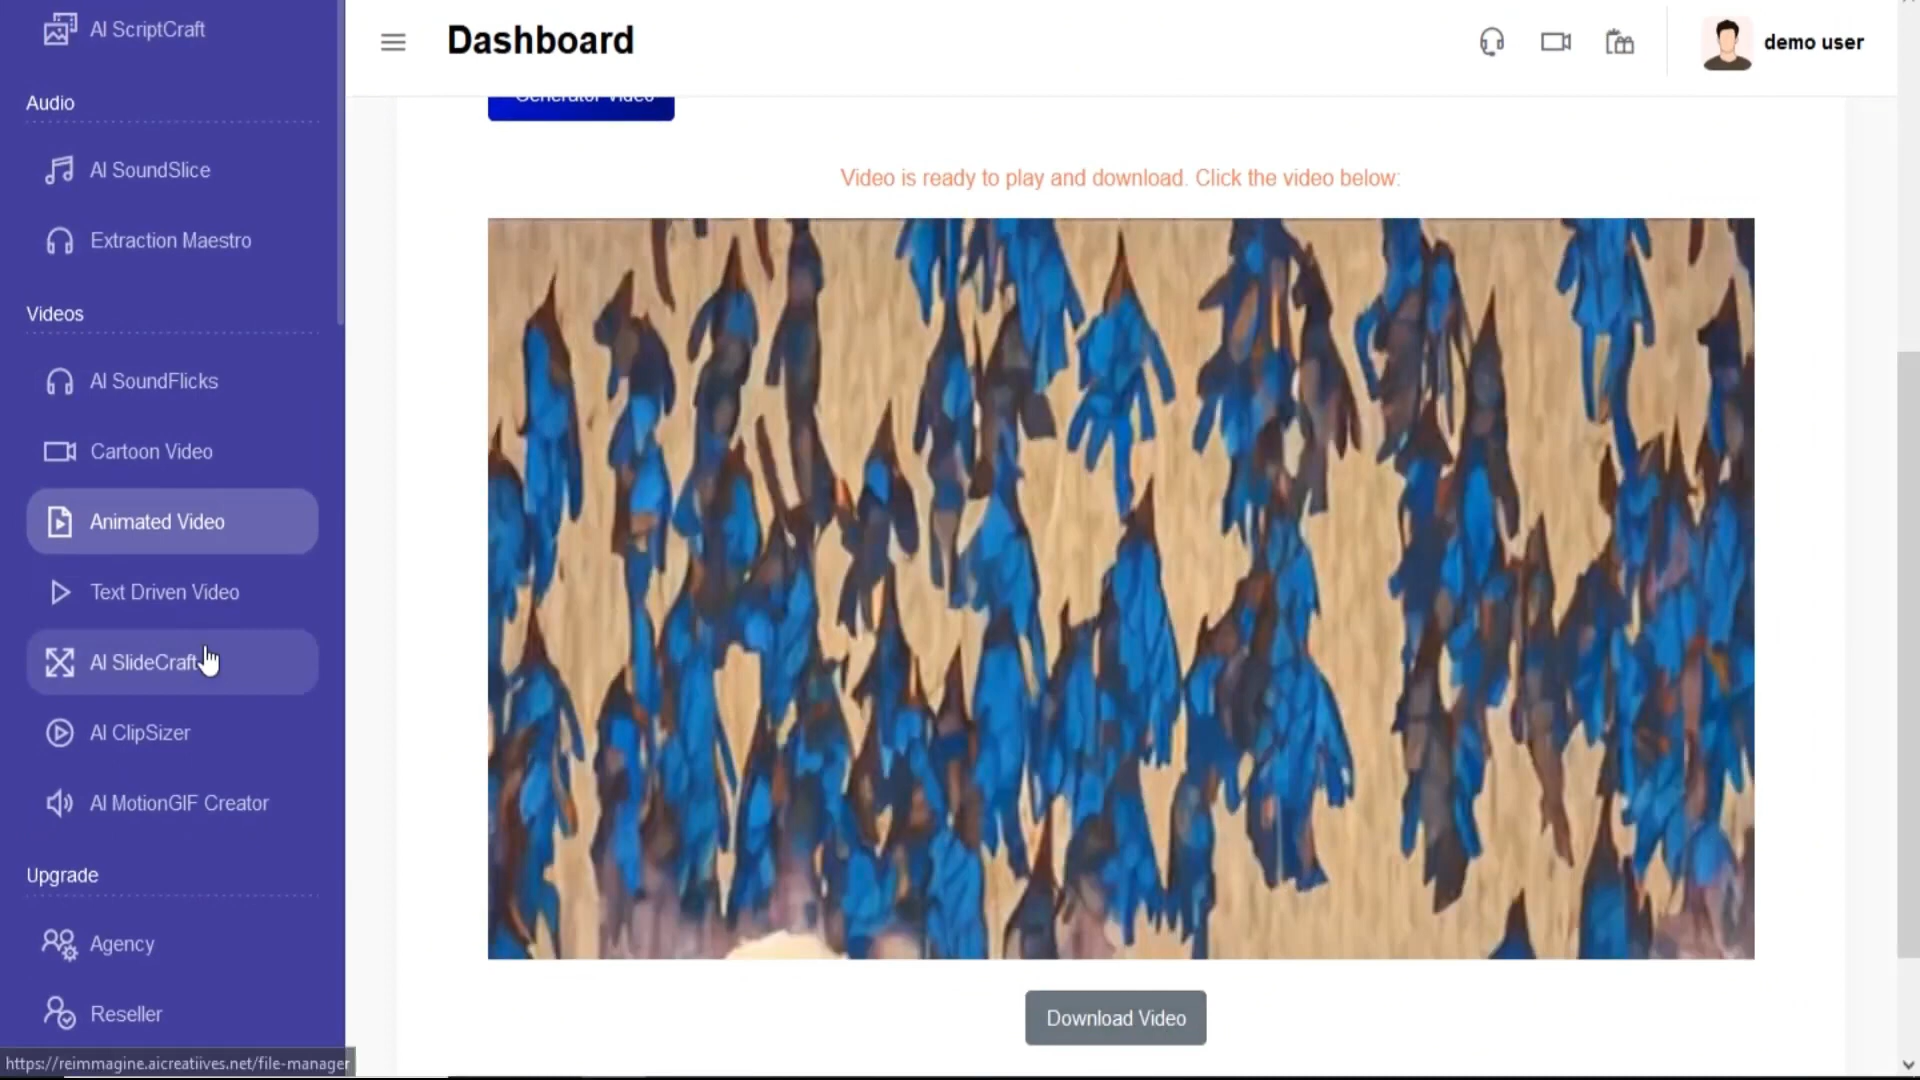 AI ScriptCraft
Audio
AI SoundSlice
Extraction Maestro
Videos
AI SoundFlicks
Cartoon Video
Animated Video
Text Driven Video
AI SlideCraft
AI ClipSizer
AI MotionGIF Creator
Upgrade
Agency
Reseller
https://reimmagine.aicreatiives.net/file-manager
Dashboard
demo user
Generator Video
Video is ready to play and download. Click the video below:
Download Video